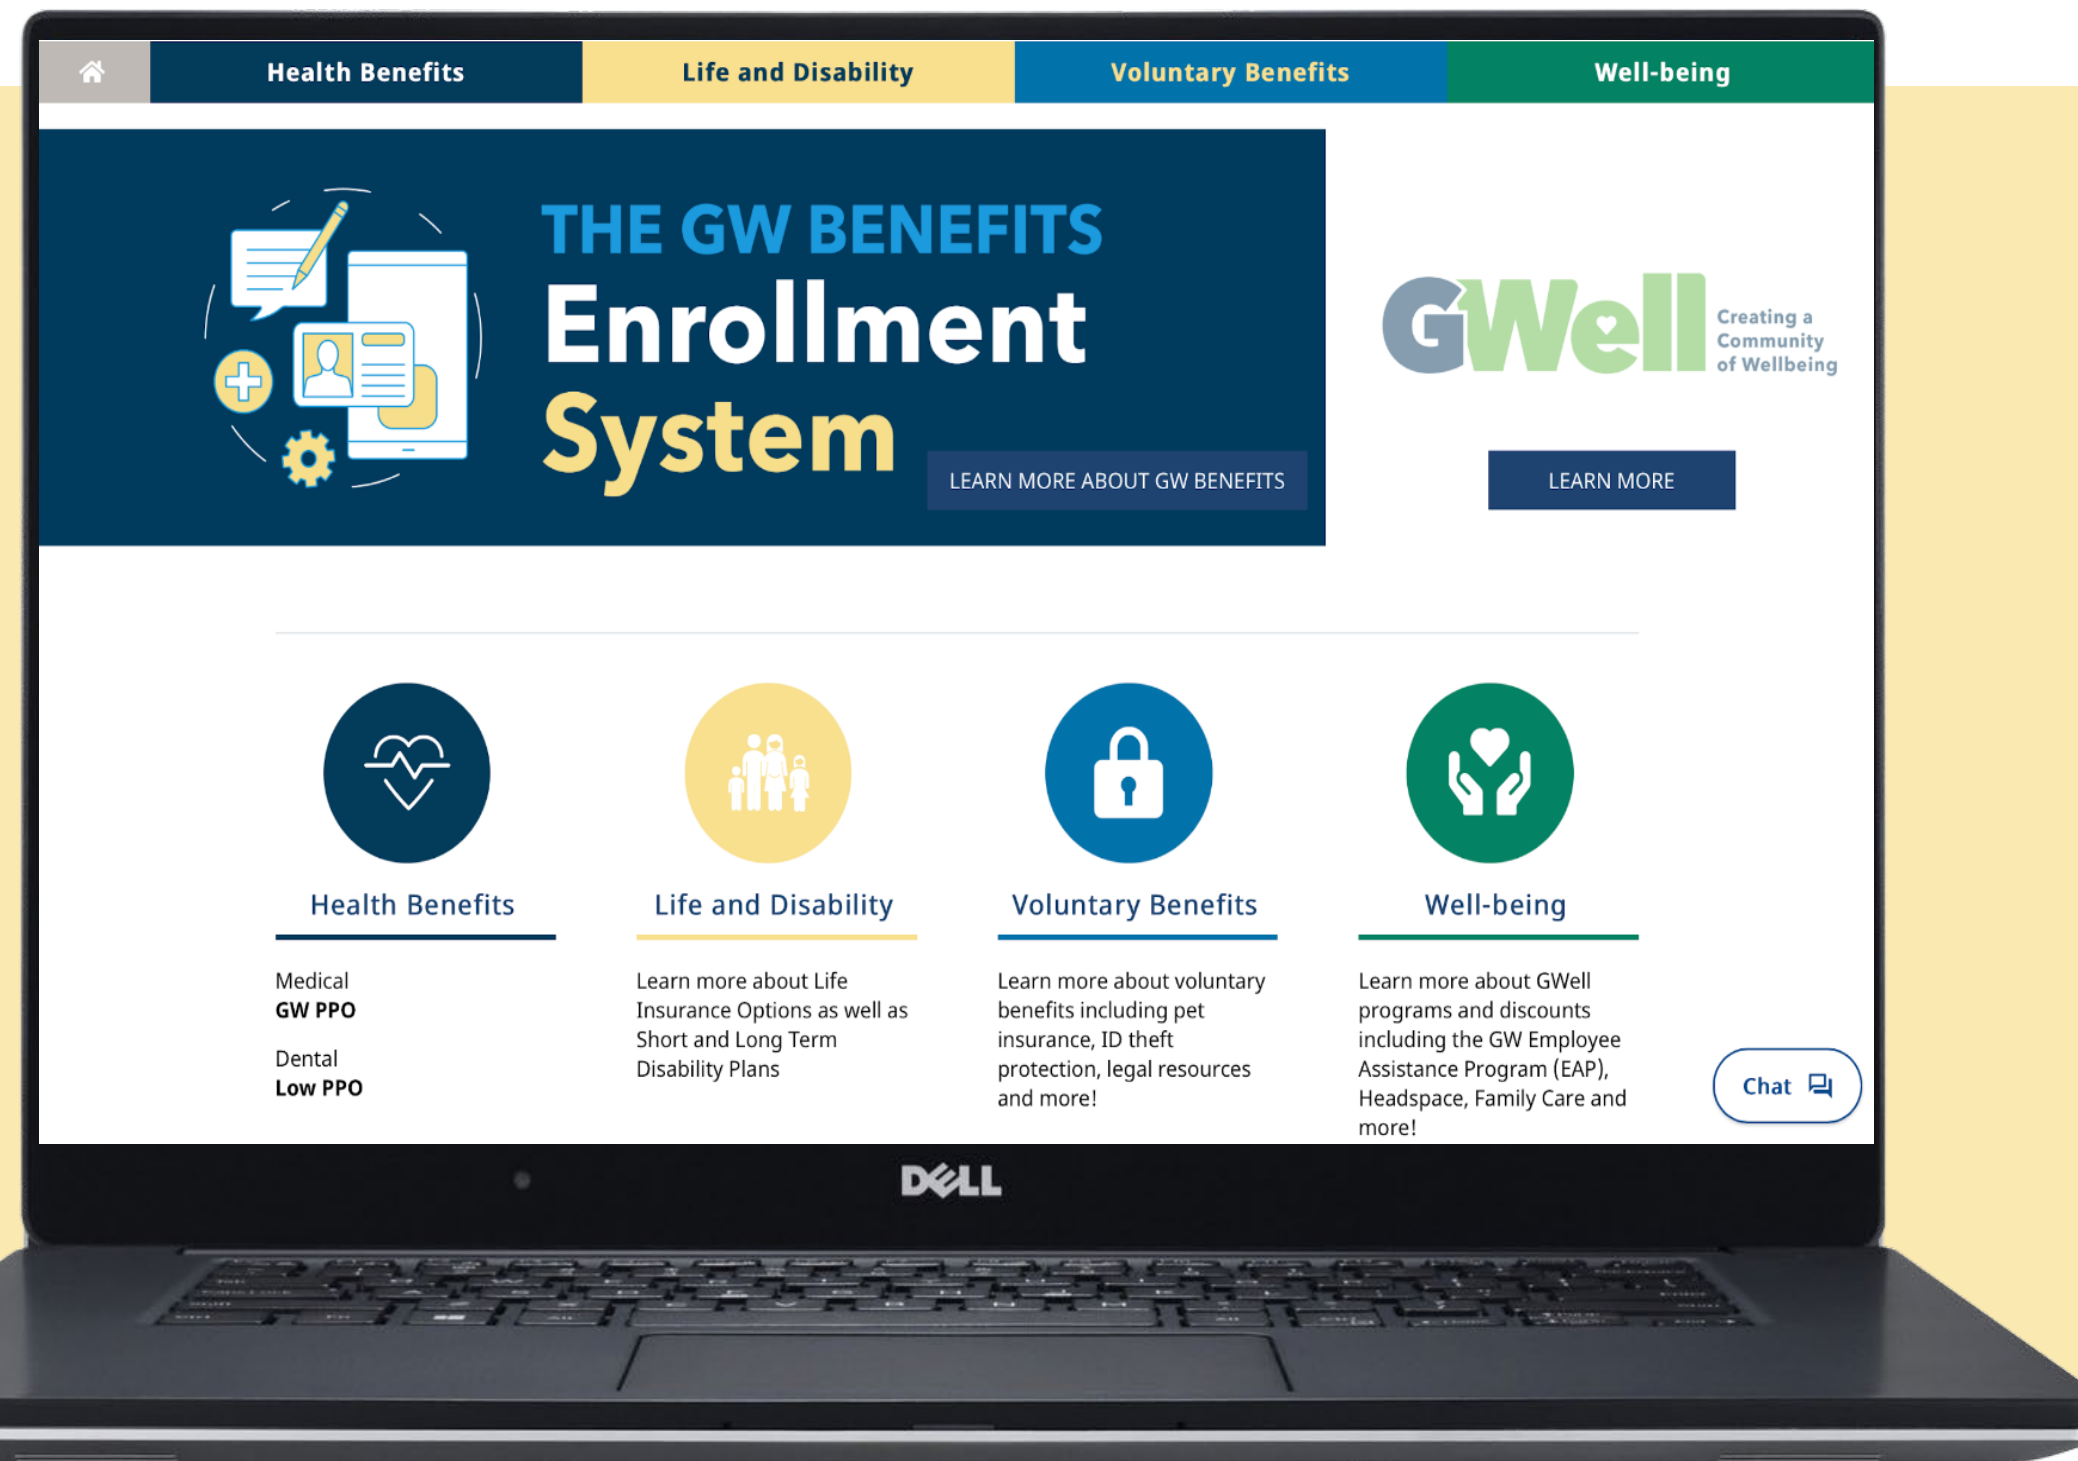 Health Benefits
Life and Disability
Voluntary Benefits
Well-being
THE GW BENEFITS
Enrollment
System
LEARN MORE ABOUT GW BENEFITS
GWell
Creating a
Community
of Wellbeing
LEARN MORE
Health Benefits
Medical
GW PPO
Dental
Low PPO
Life and Disability
Learn more about Life
Insurance Options as well as
Short and Long Term
Disability Plans
Voluntary Benefits
Learn more about voluntary
benefits including pet
insurance, ID theft
protection, legal resources
and more!
Well-being
Learn more about GWell
programs and discounts
including the GW Employee
Assistance Program (EAP),
Headspace, Family Care and
more!
Chat
DELL